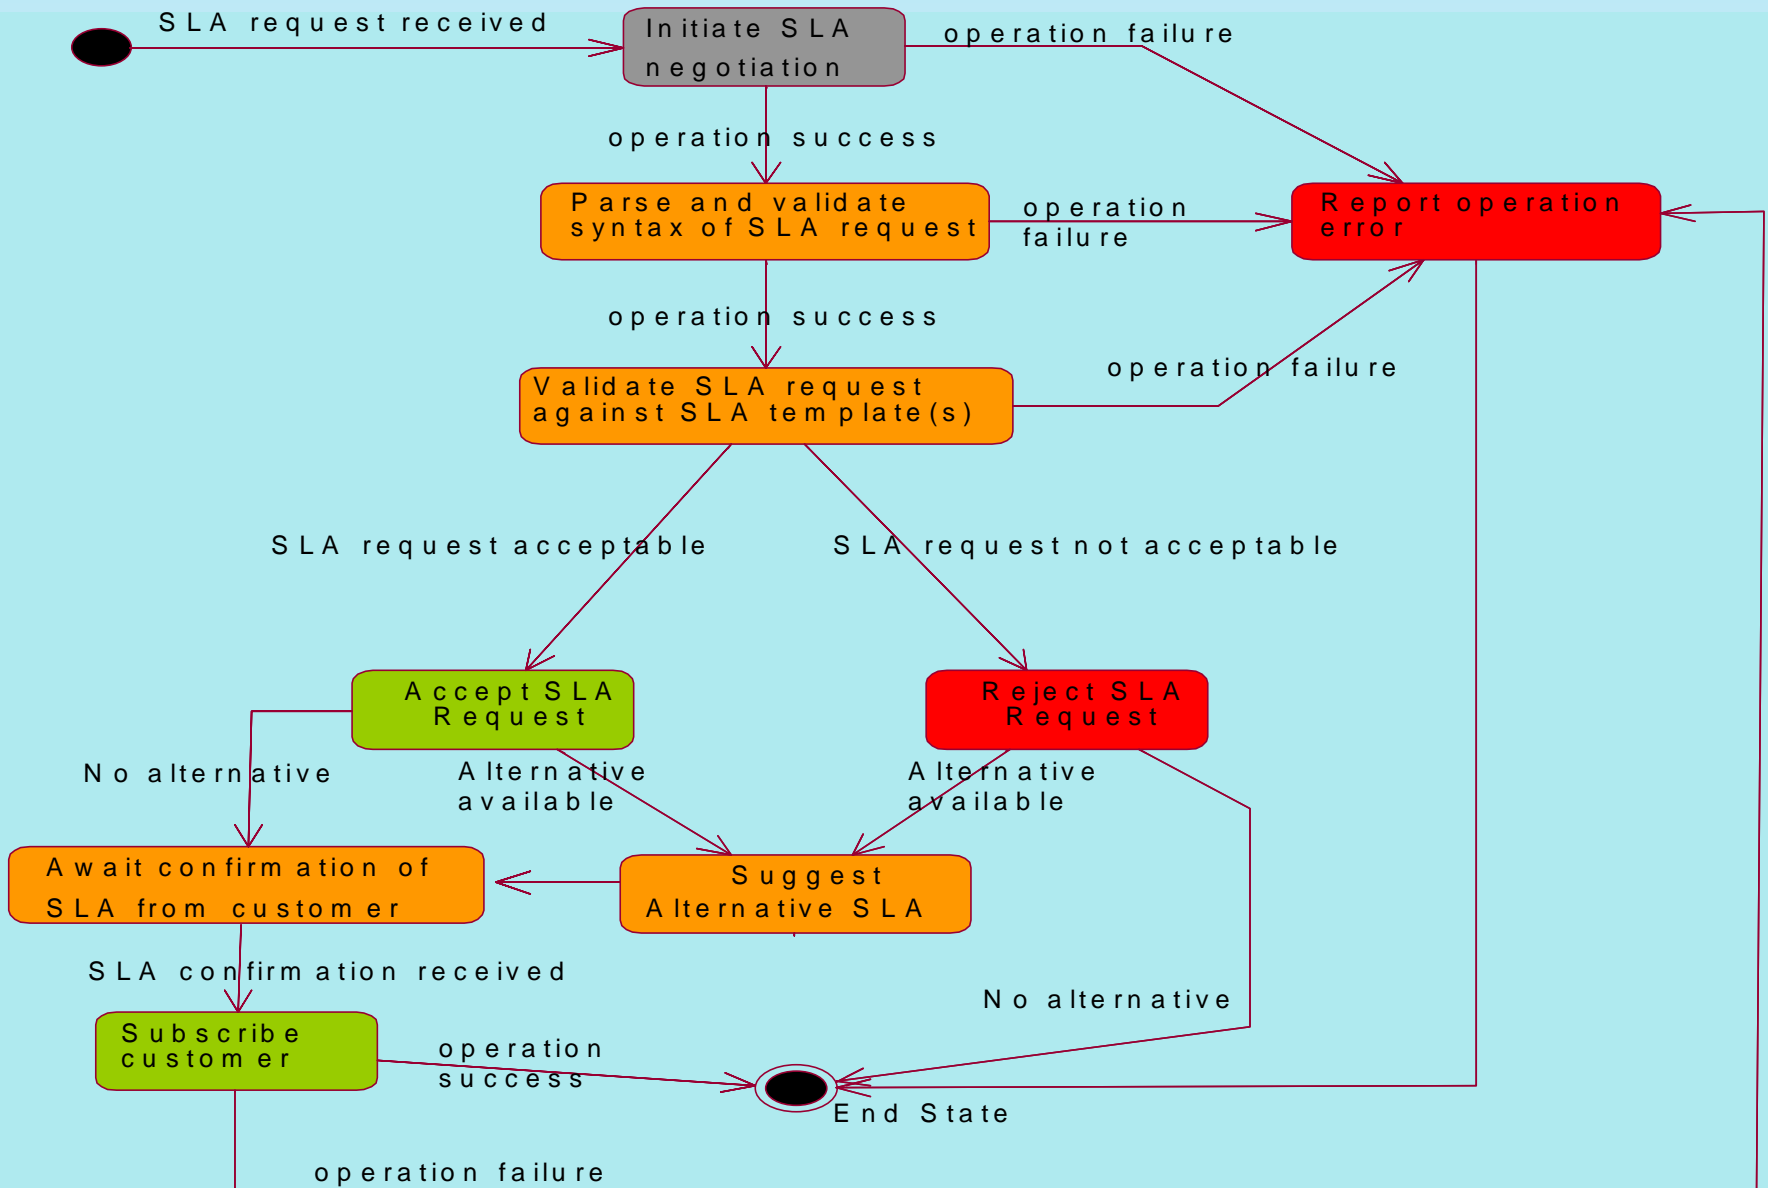 SLA request received
Initiate SLA
negotiation
operation failure
operation success
Parse and validate
syntax of SLA request
operation
failure
Report operation
error
operation success
Validate SLA request
against SLA template(s)
operation failure
SLA request acceptable
SLA request not acceptable
Accept SLA
Request
Reject SLA
Request
No alternative
Alternative
available
Alternative
available
Await confirmation of
SLA from customer
Suggest
Alternative SLA
SLA confirmation received
No alternative
Subscribe
customer
operation
success
End State
operation failure